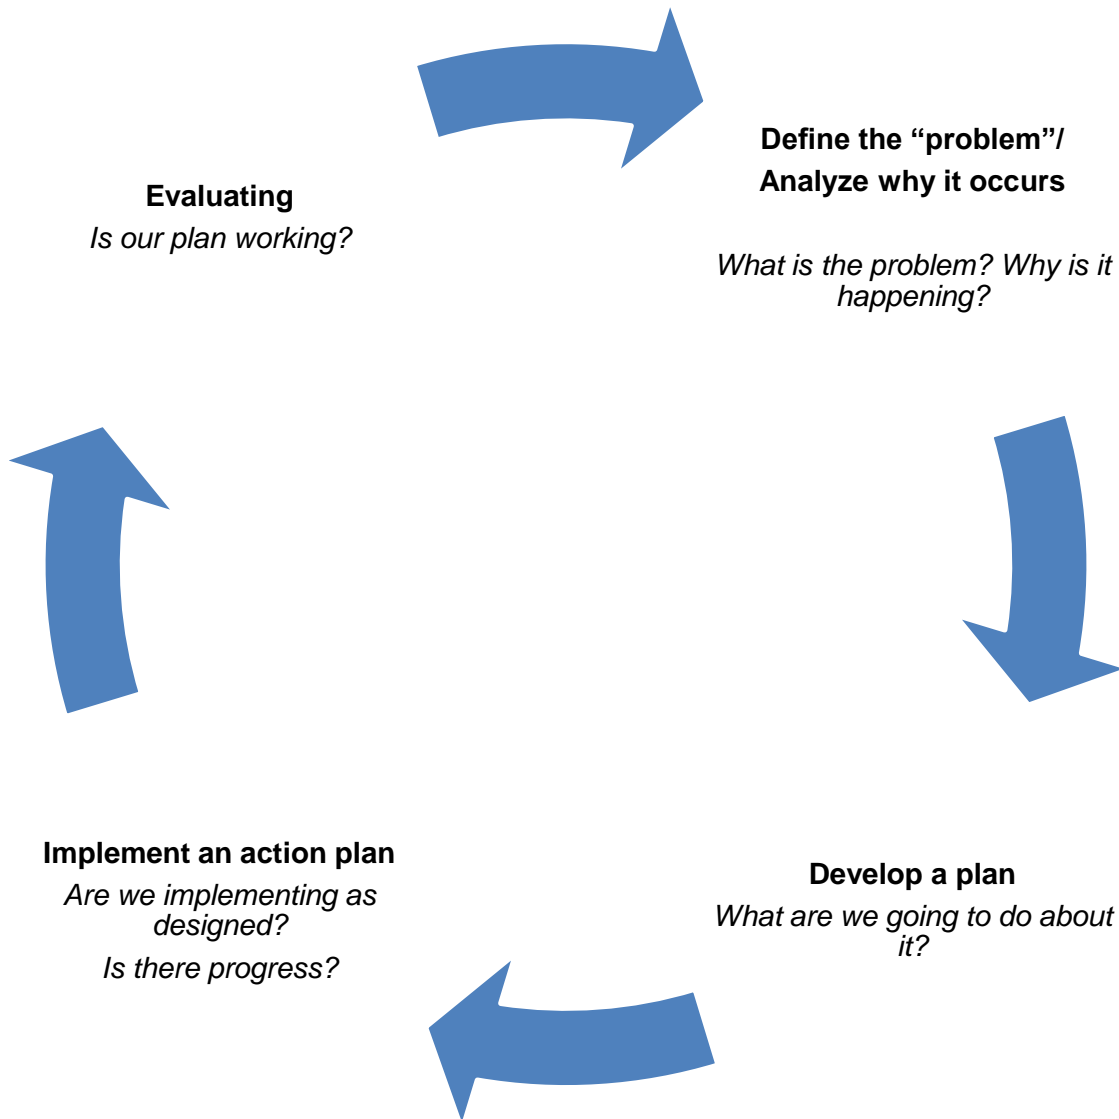 Define the “problem”/
Analyze why it occurs
What is the problem? Why is it
happening?
Develop a plan
What are we going to do about
it?
Implement an action plan
Are we implementing as
designed?
Is there progress?
Evaluating
Is our plan working?